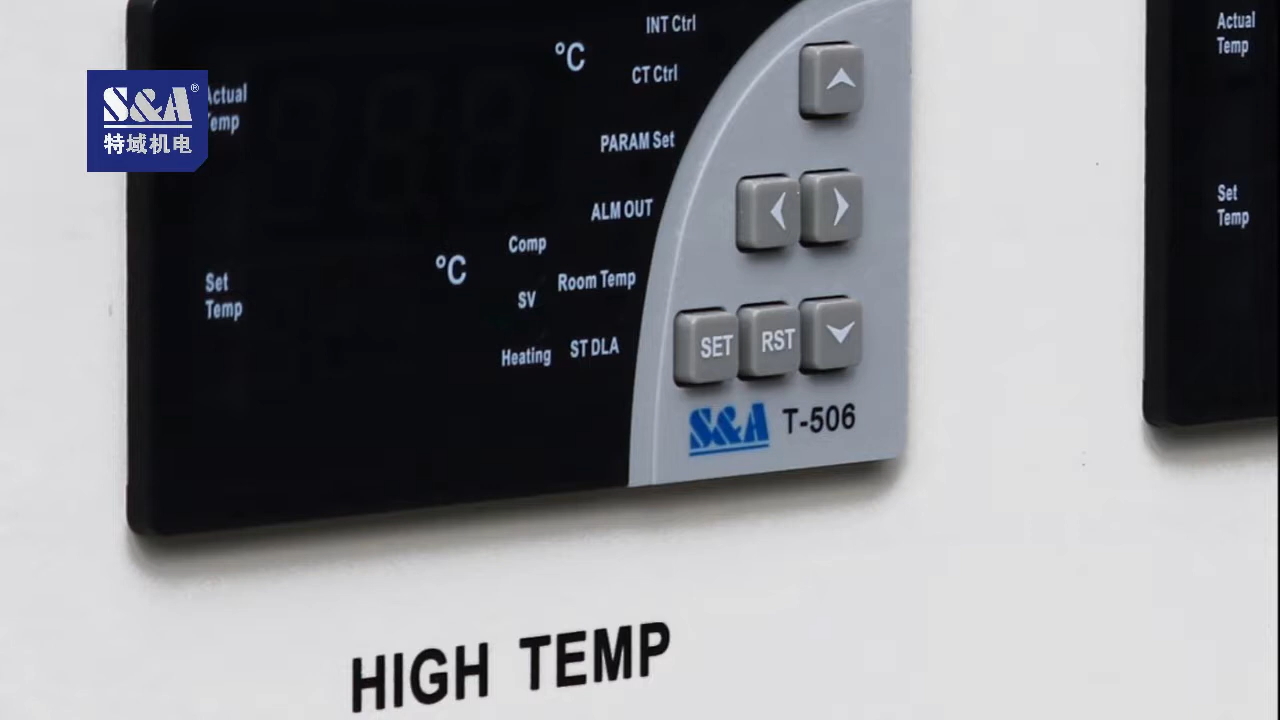 S&A®
特域机电
Actual
Temp
°C
INT Ctrl
CT Ctrl
PARAM Set
ALM OUT
Set
Temp
°C
Comp
SV
Heating
Room Temp
ST DLA
SET
RST
S&A T-506
HIGH TEMP
Actual
Temp
Set
Temp